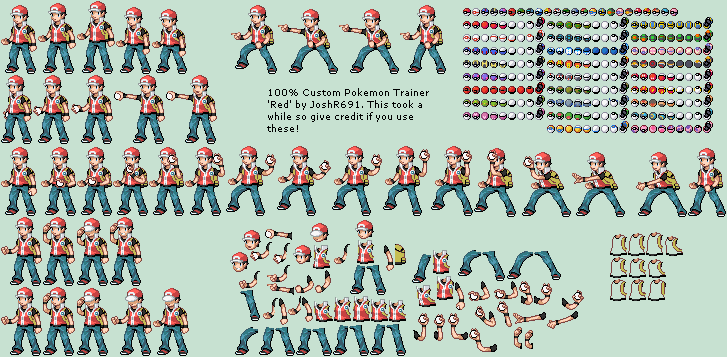 100% Custom Pokemon Trainer
'Red' by JoshR691. This took a
while so give credit if you use
these!